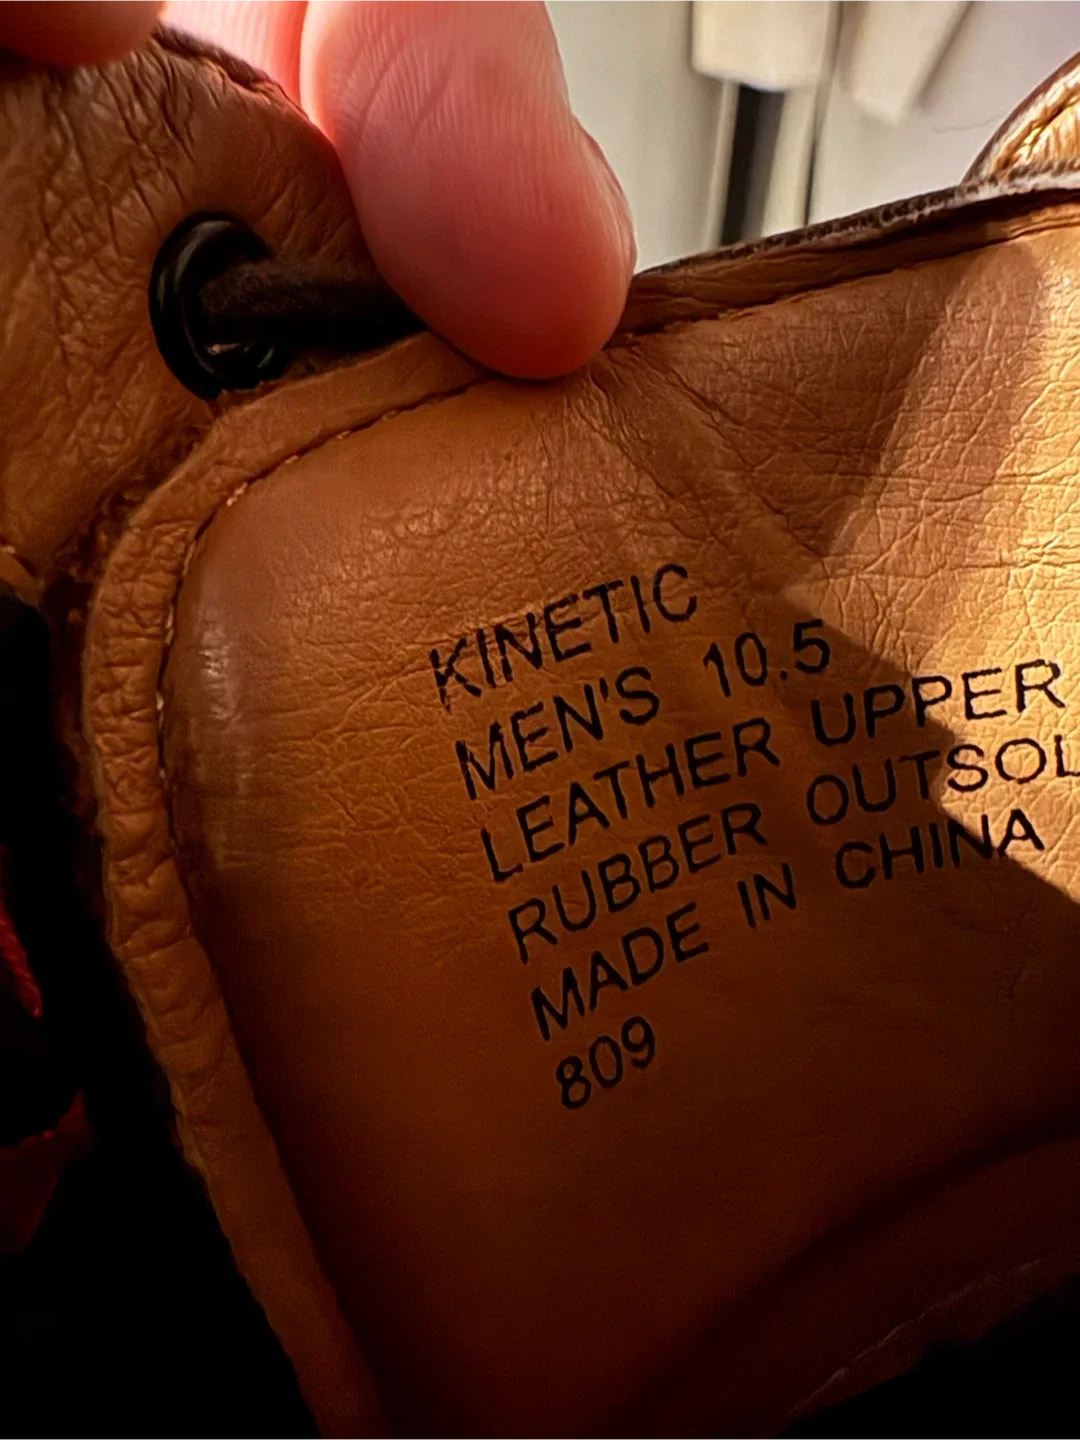 KINETIC
MEN'S 10.5
LEATHER UPPER
RUBBER OUTSOL
MADE IN CHINA
809